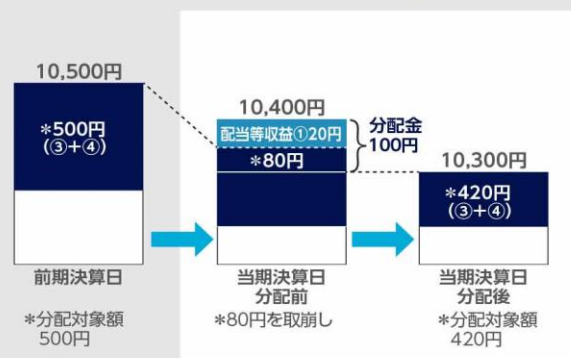 10,500円
*500円
(③+④)
前期決算日
*分配対象額
500円
10,400円
配当等収益①20円
*80円
分配金
100円
当期決算日
分配前
*80円を取崩し
10,300円
*420円
(③+④)
当期決算日
分配後
*分配対象額
420円